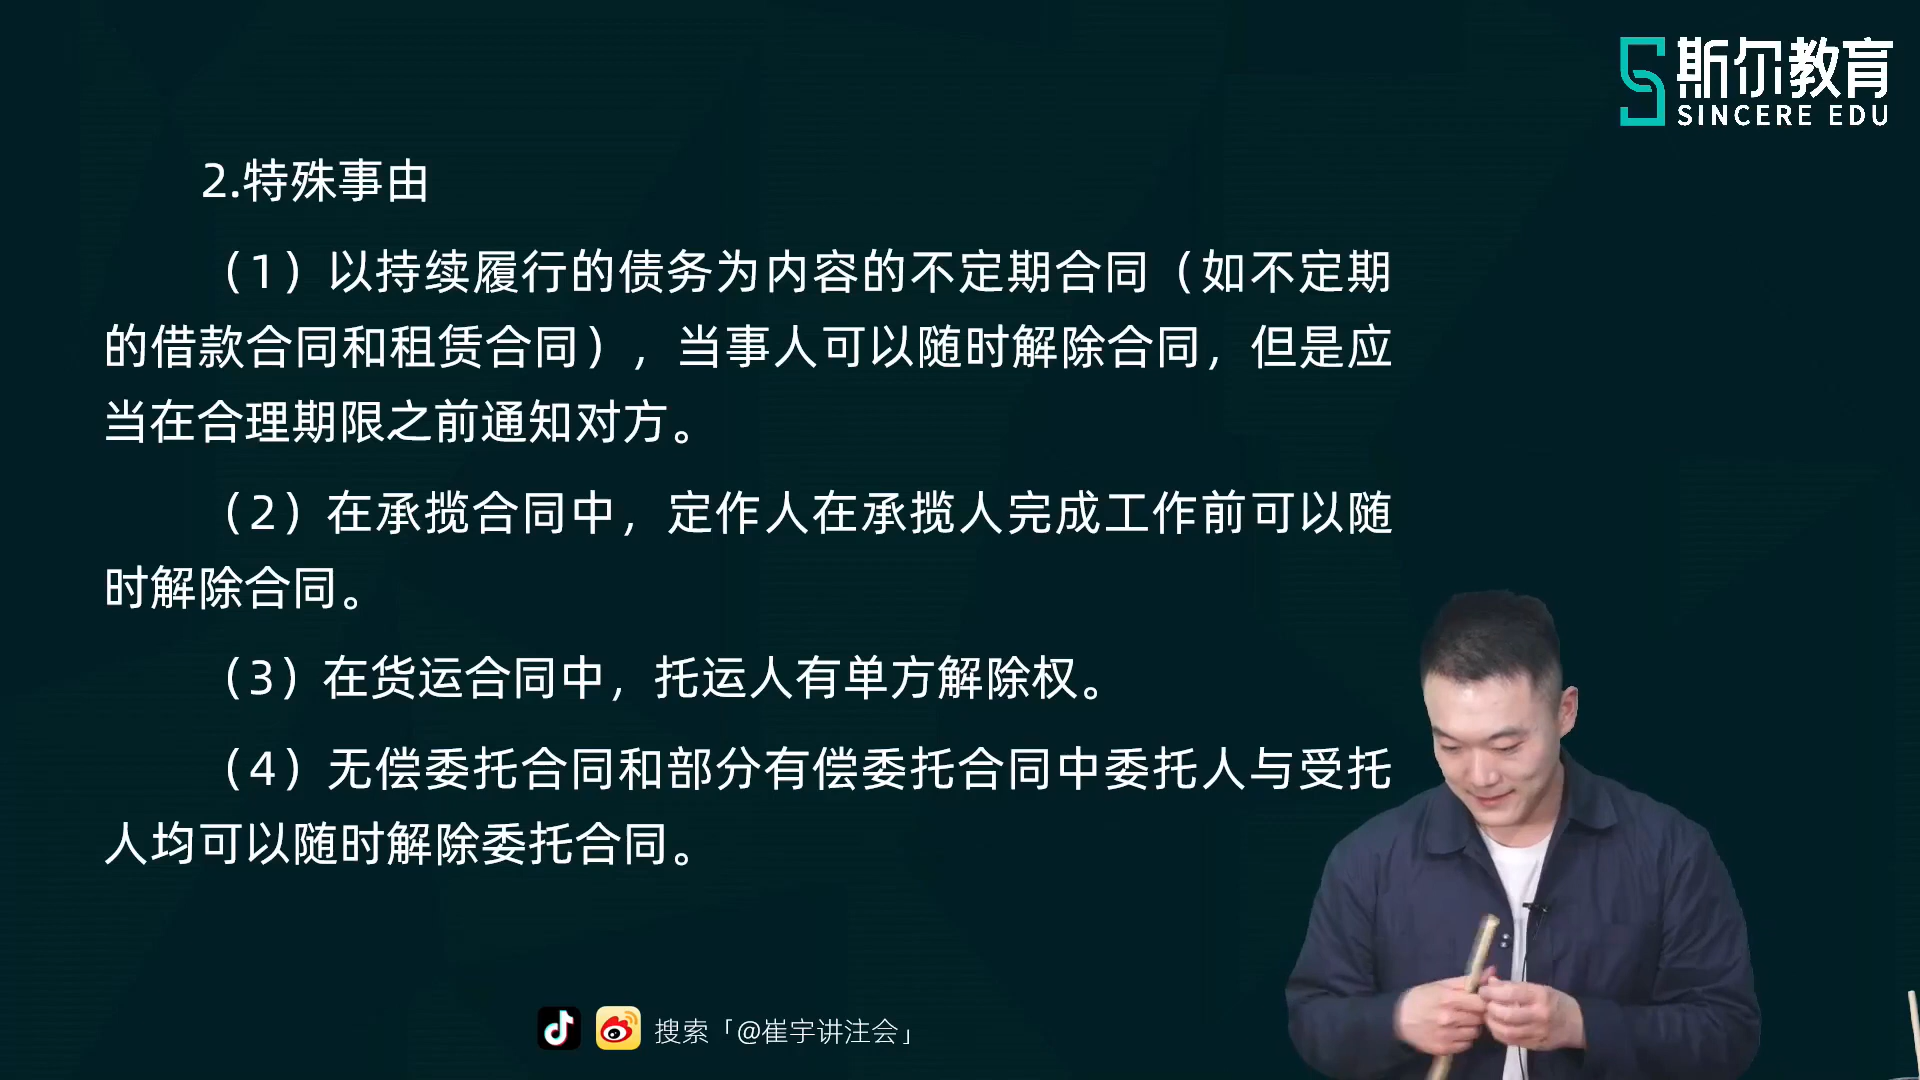 斯尔教育
SINCERE EDU
2.特殊事由
（1）以持续履行的债务为内容的不定期合同（如不定期
的借款合同和租赁合同），当事人可以随时解除合同，但是应
当在合理期限之前通知对方。
（2）在承揽合同中，定作人在承揽人完成工作前可以随
时解除合同。
（3）在货运合同中，托运人有单方解除权。
（4）无偿委托合同和部分有偿委托合同中委托人与受托
人均可以随时解除委托合同。
搜索「@崔宇讲注会」